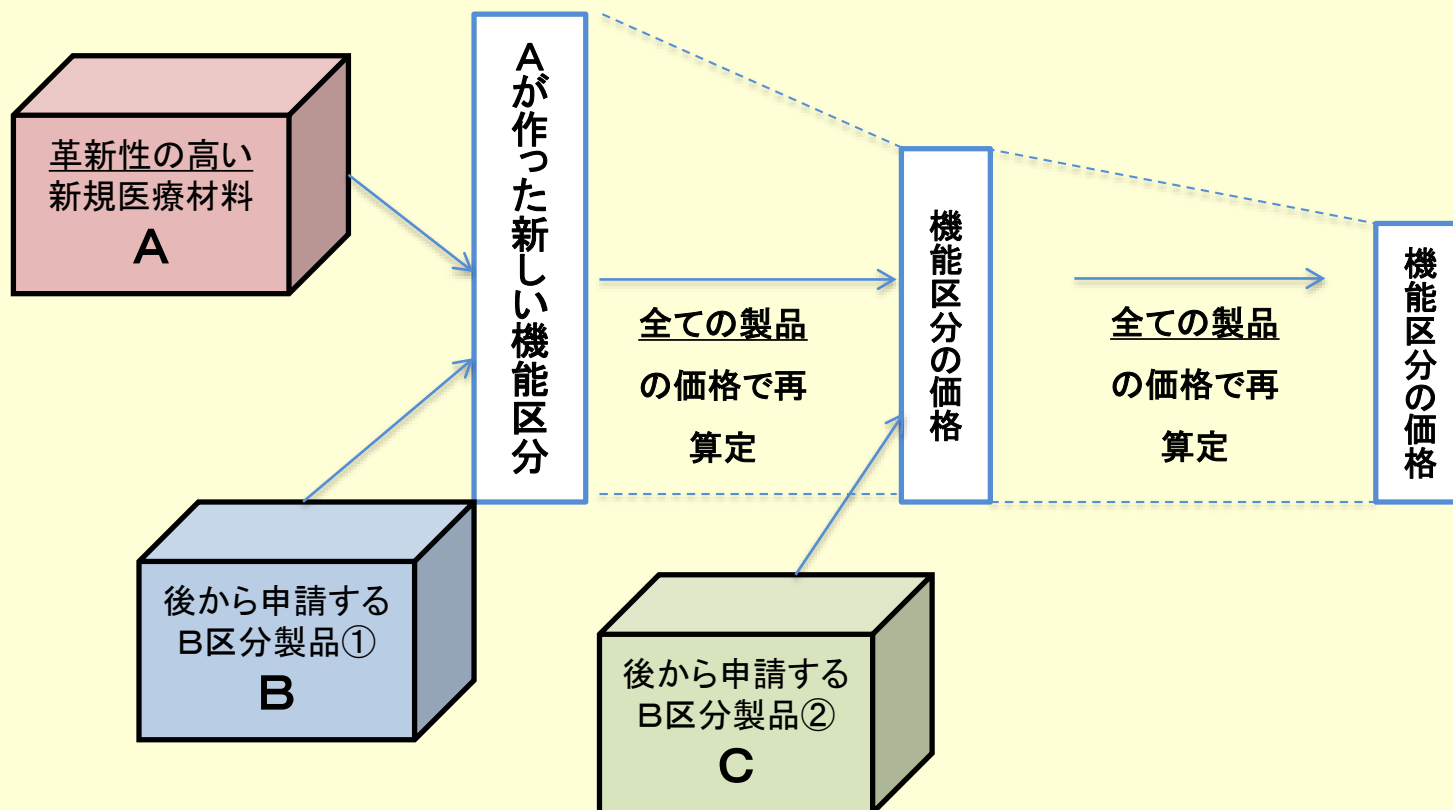 革新性の高い
新規医療材料
A
Aが作った新しい機能区分
全ての製品
の価格で再
算定
機能区分の価格
全ての製品
の価格で再
算定
機能区分の価格
後から申請する
B区分製品①
B
後から申請する
B区分製品②
C